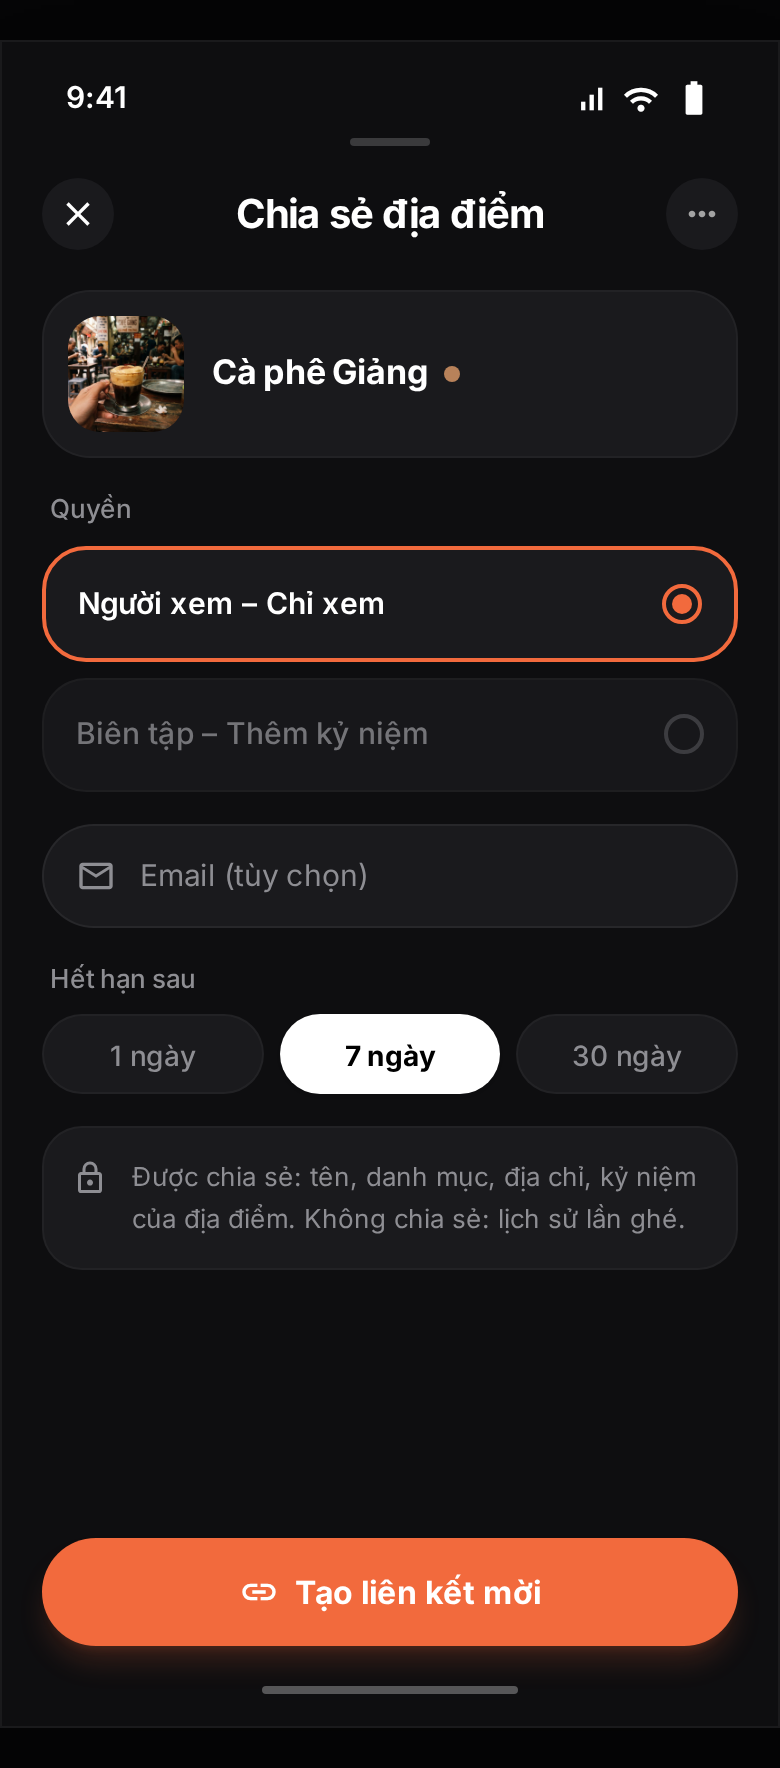 9:41
Chia sẻ địa điểm
Cà phê Giảng
Quyền
Người xem – Chỉ xem
Biên tập – Thêm kỷ niệm
Email (tùy chọn)
Hết hạn sau
1 ngày
7 ngày
30 ngày
Được chia sẻ: tên, danh mục, địa chỉ, kỷ niệm
của địa điểm. Không chia sẻ: lịch sử lần ghé.
Tạo liên kết mời